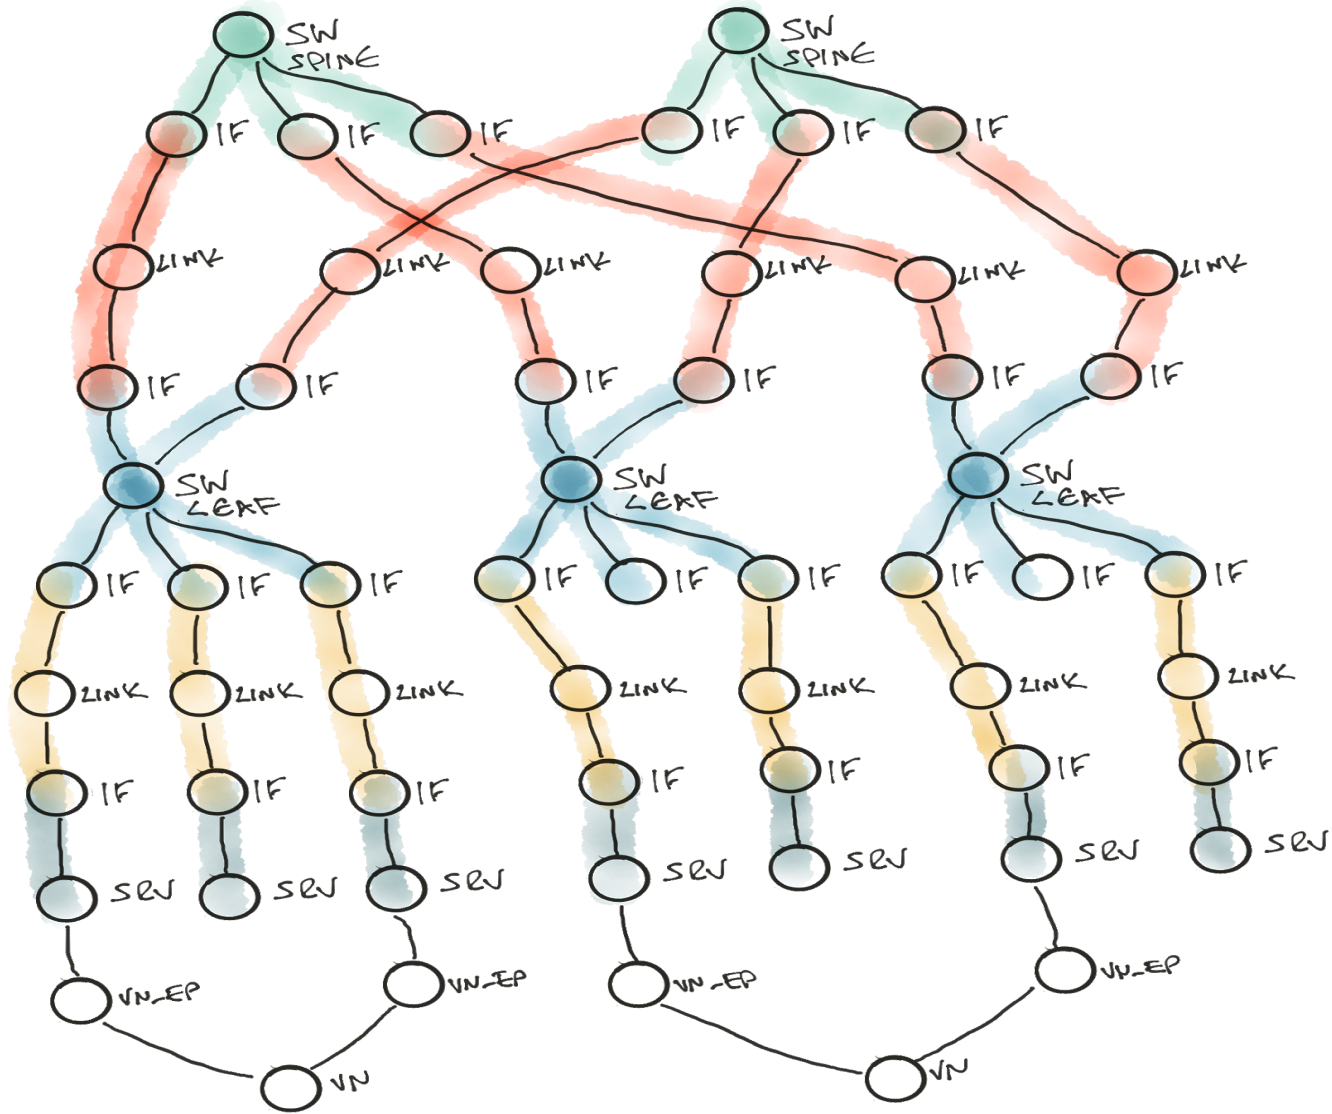 SW
SPINE
SW
SPINE
IF
IF
IF
IF
IF
IF
LINK
LINK
LINK
LINK
LINK
LINK
IF
IF
IF
IF
IF
IF
SW
LEAF
SW
LEAF
SW
LEAF
IF
IF
IF
IF
IF
IF
IF
IF
IF
LINK
LINK
LINK
LINK
LINK
LINK
LINK
IF
IF
IF
IF
IF
IF
IF
SRV
SRV
SRV
SRV
SRV
SRV
SRV
VN_EP
VN_EP
VN_EP
VN_EP
VN
VN